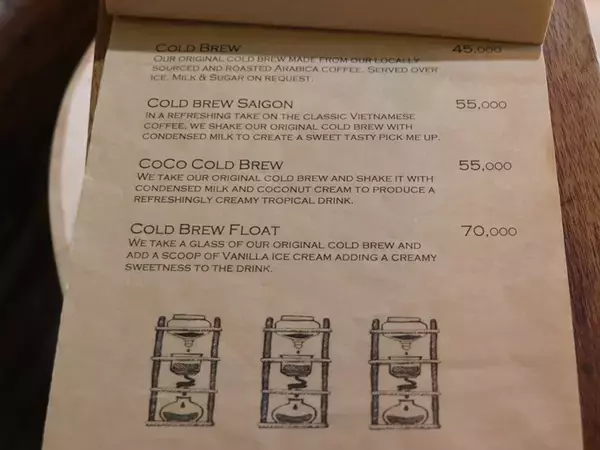 Cold Brew 45,000
Our original cold brew made from our locally
sourced and roasted Arabica coffee. Served over
ice. Milk & Sugar on request.
Cold brew Saigon 55,000
In a refreshing take on the classic Vietnamese
coffee, we shake our original cold brew with
condensed milk to create a sweet tasty pick me up.
CoCo Cold Brew 55,000
We take our original cold brew and shake it with
condensed milk and coconut cream to produce a
refreshingly creamy tropical drink.
Cold Brew Float 70,000
We take a glass of our original cold brew and
add a scoop of Vanilla ice cream adding a creamy
sweetness to the drink.